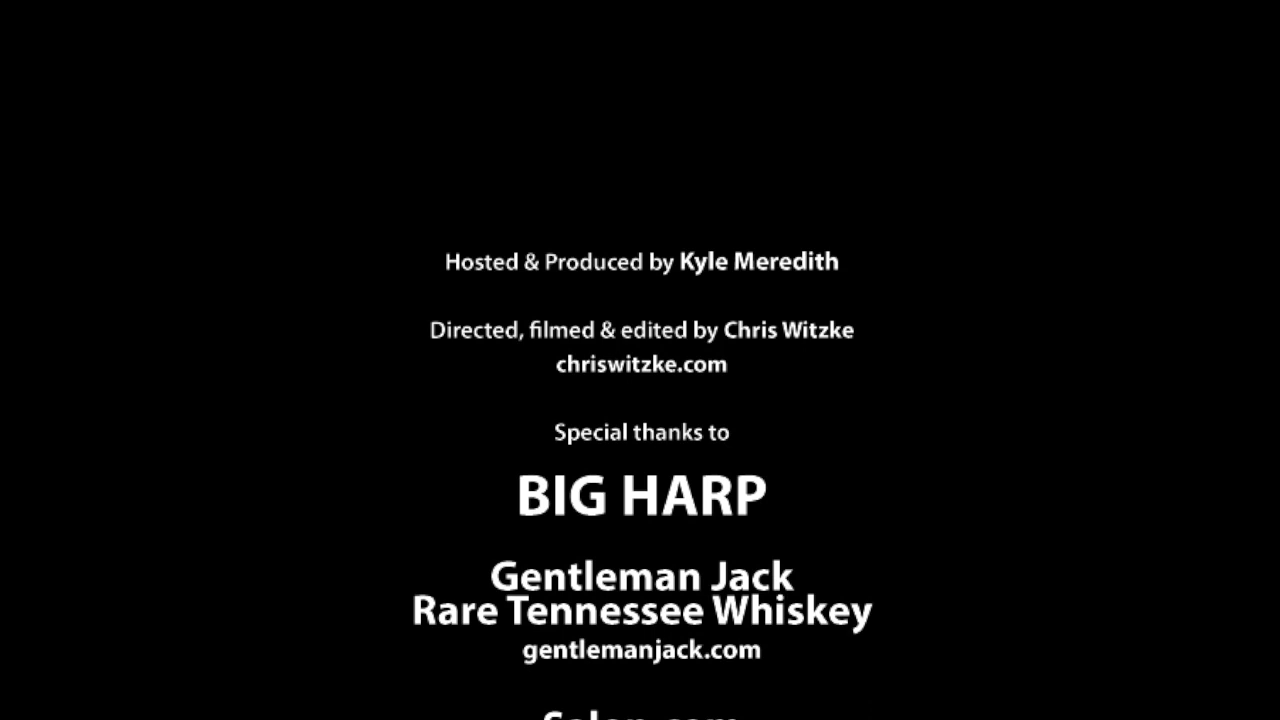 Hosted & Produced by Kyle Meredith
Directed, filmed & edited by Chris Witzke
chriswitzke.com
Special thanks to
BIG HARP
Gentleman Jack
Rare Tennessee Whiskey
gentlemanjack.com